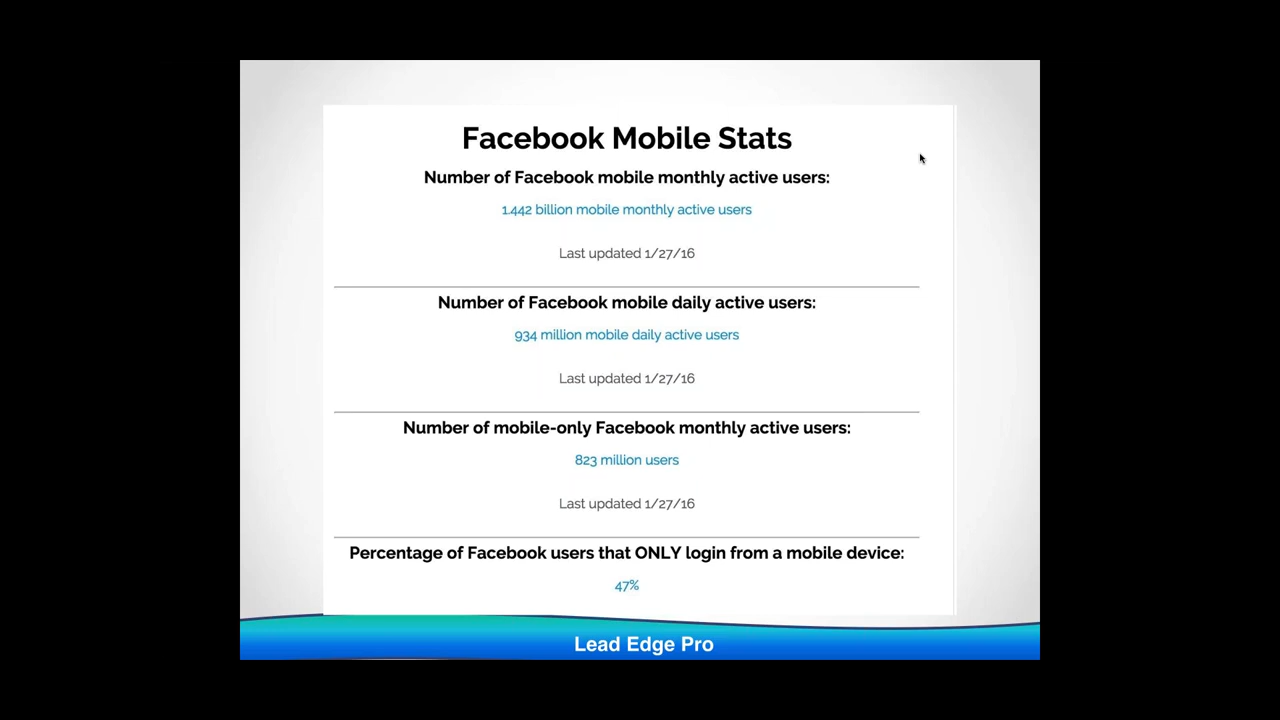 Facebook Mobile Stats
Number of Facebook mobile monthly active users:
1.442 billion mobile monthly active users
Last updated 1/27/16
Number of Facebook mobile daily active users:
934 million mobile daily active users
Last updated 1/27/16
Number of mobile-only Facebook monthly active users:
823 million users
Last updated 1/27/16
Percentage of Facebook users that ONLY login from a mobile device:
47%
Lead Edge Pro